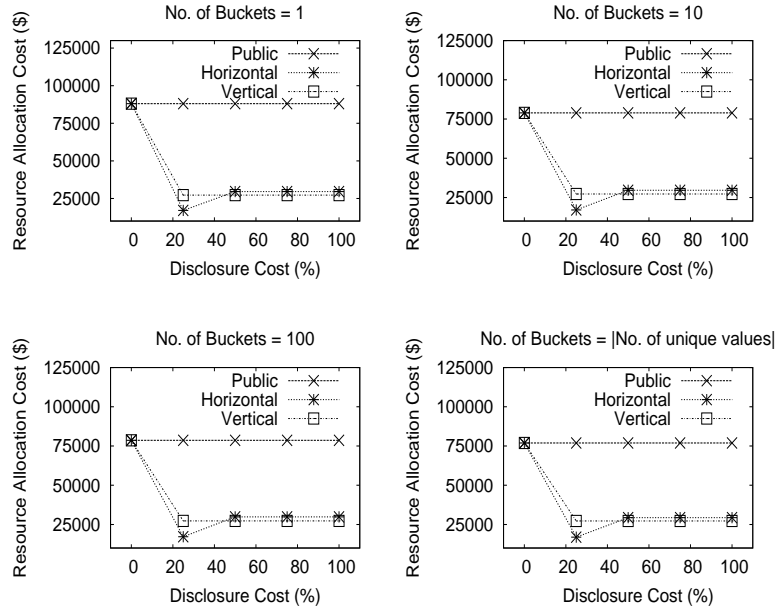 No. of Buckets = 1
Resource Allocation Cost ($)
125000
100000
75000
50000
25000
Public
Horizontal
Vertical
0 20 40 60 80 100
Disclosure Cost (%)
No. of Buckets = 10
Resource Allocation Cost ($)
125000
100000
75000
50000
25000
Public
Horizontal
Vertical
0 20 40 60 80 100
Disclosure Cost (%)
No. of Buckets = 100
Resource Allocation Cost ($)
125000
100000
75000
50000
25000
Public
Horizontal
Vertical
0 20 40 60 80 100
Disclosure Cost (%)
No. of Buckets = |No. of unique values|
Resource Allocation Cost ($)
125000
100000
75000
50000
25000
Public
Horizontal
Vertical
0 20 40 60 80 100
Disclosure Cost (%)